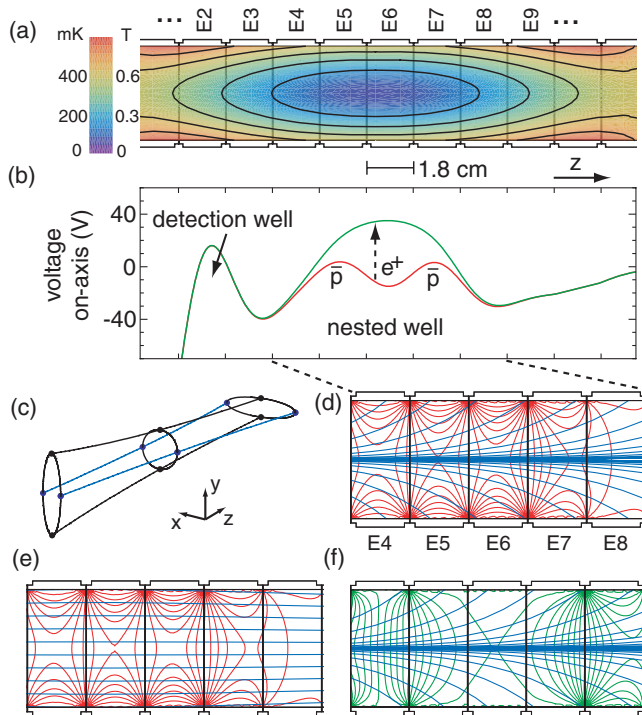 ... E2 E3 E4 E5 E6 E7 E8 E9 ...
(a)
mK T
400 0.6
200 0.3
0 0
1.8 cm
z
(b)
voltage on-axis (V)
40
0
-40
detection well
p̅ e+ p̅
nested well
(c)
y
x z
(d)
E4 E5 E6 E7 E8
(e)
(f)